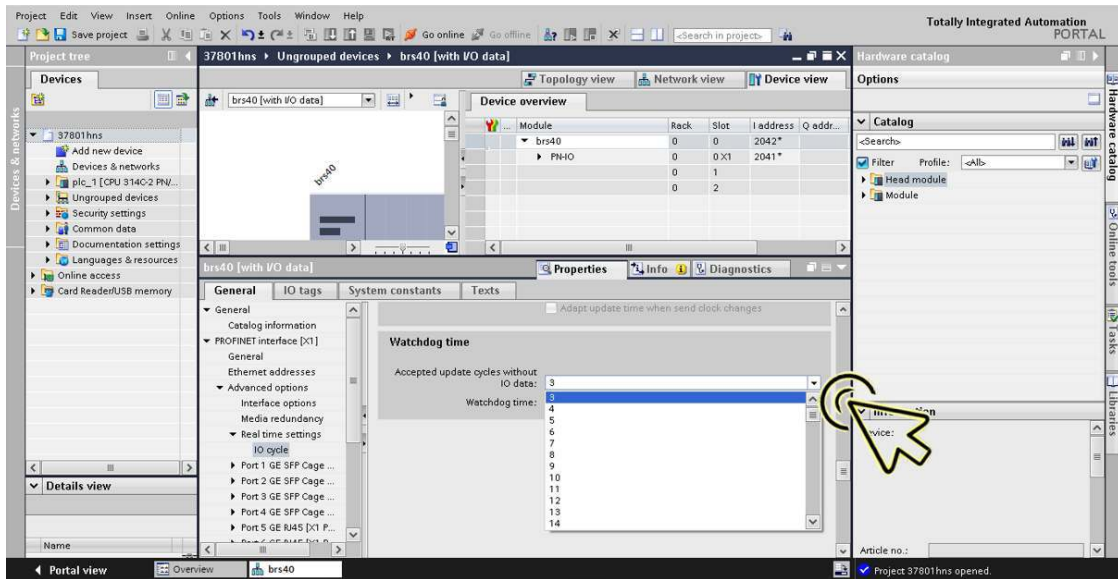 Project Edit View Insert Online Options Tools Window Help
Totally Integrated Automation
PORTAL
Save project Go online Go offline <Search in project>
Project tree
37801hns ▸ Ungrouped devices ▸ brs40 [with I/O data]
Hardware catalog
Devices
Topology view Network view Device view
Options
brs40 [with I/O data]
Device overview
... Module Rack Slot I address Q addr...
brs40 0 0 2042*
PN-IO 0 0 X1 2041*
0 1
0 2
brs40
Catalog
<Search>
Filter Profile: <All>
Head module
Module
37801hns
Add new device
Devices & networks
plc_1 [CPU 314C-2 PN/...
Ungrouped devices
Security settings
Common data
Documentation settings
Languages & resources
Online access
Card Reader/USB memory
Devices & networks
Hardware catalog
Online tools
Tasks
Libraries
brs40 [with I/O data]
Properties Info Diagnostics
General IO tags System constants Texts
General
Catalog information
PROFINET interface [X1]
General
Ethernet addresses
Advanced options
Interface options
Media redundancy
Real time settings
IO cycle
Port 1 GE SFP Cage ...
Port 2 GE SFP Cage ...
Port 3 GE SFP Cage ...
Port 4 GE SFP Cage ...
Port 5 GE RJ45 [X1 P...
Adapt update time when send clock changes
Watchdog time
Accepted update cycles without
IO data: 3
Watchdog time:
3
4
5
6
7
8
9
10
11
12
13
14
Details view
Name
Article no.:
Portal view Overview brs40
Project 37801hns opened.